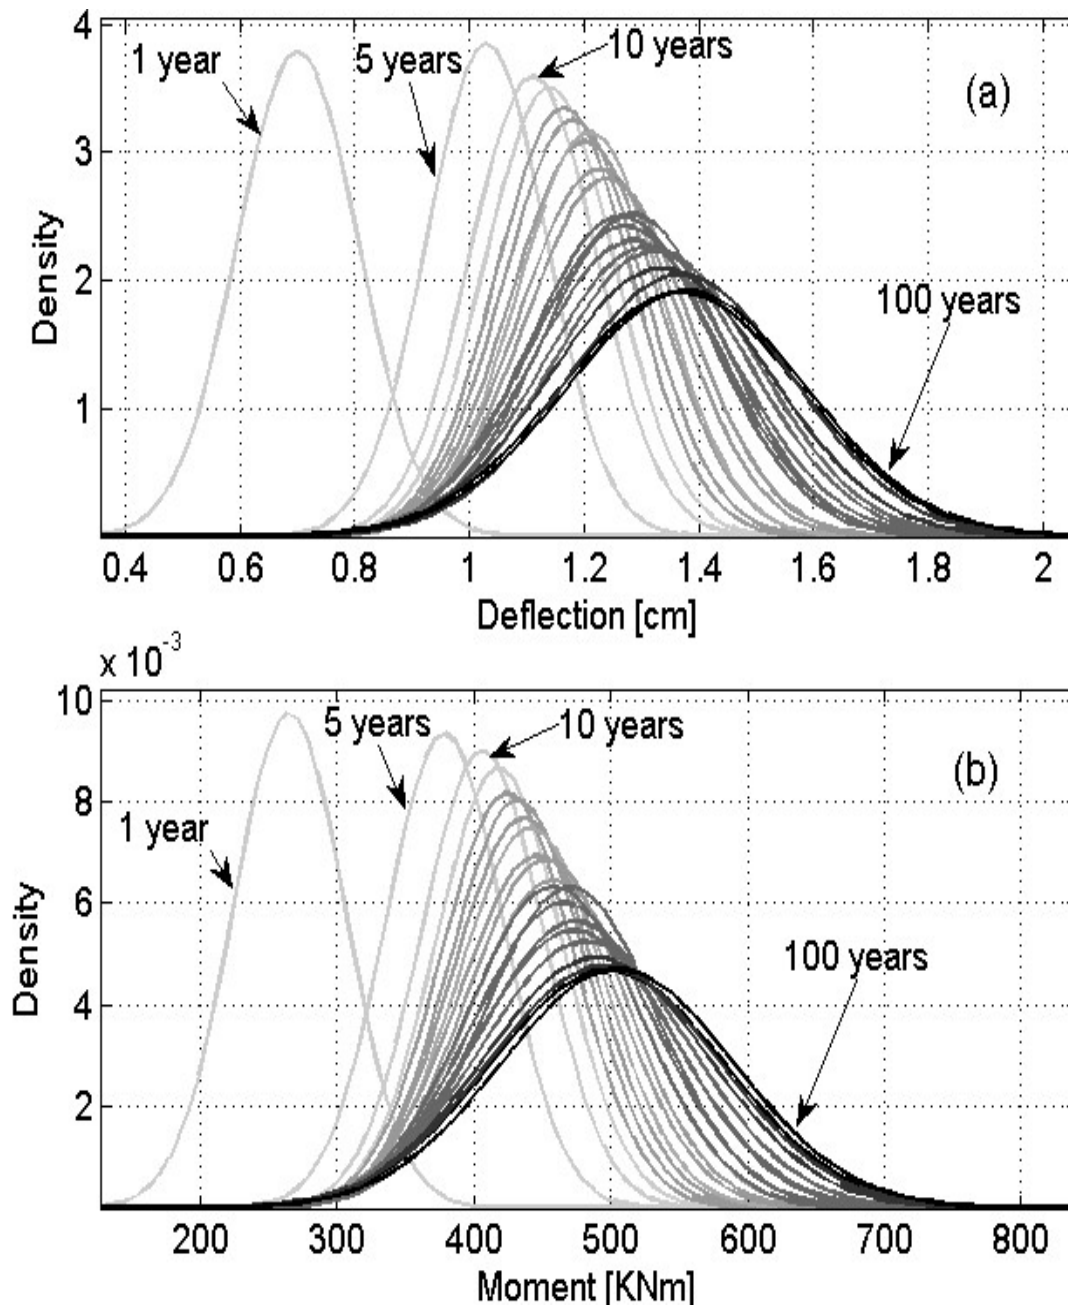 4
3
2
1
Density
1 year
5 years
10 years
(a)
100 years
0.4 0.6 0.8 1 1.2 1.4 1.6 1.8 2
Deflection [cm]
x 10⁻³
10
8
6
4
2
Density
5 years
10 years
(b)
1 year
100 years
200 300 400 500 600 700 800
Moment [KNm]